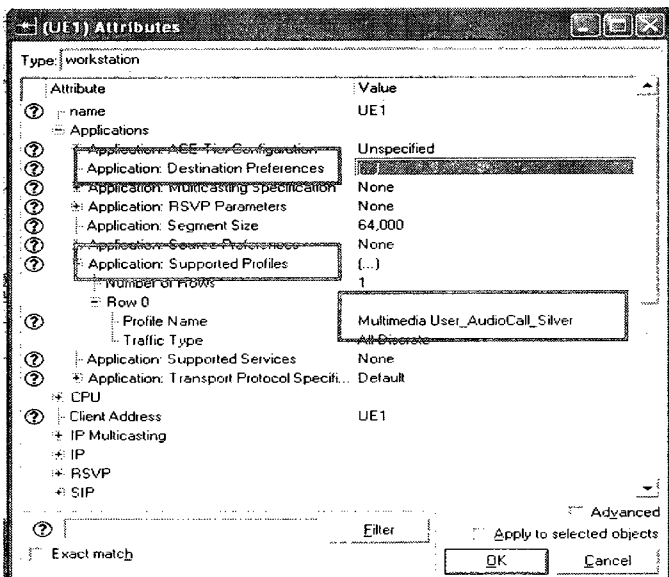 (UE1) Attributes
Type: workstation
Attribute Value
name UE1
Applications
Application: ACE Tier Configuration Unspecified
Application: Destination Preferences
Application: Multicasting Specification None
Application: RSVP Parameters None
Application: Segment Size 64,000
Application: Source Preferences None
Application: Supported Profiles (...)
Number of Rows 1
Row 0
Profile Name Multimedia User_AudioCall_Silver
Traffic Type All Discrete
Application: Supported Services None
Application: Transport Protocol Specifi... Default
CPU
Client Address UE1
IP Multicasting
IP
RSVP
SIP
Advanced
Filter
Apply to selected objects
Exact match
OK Cancel